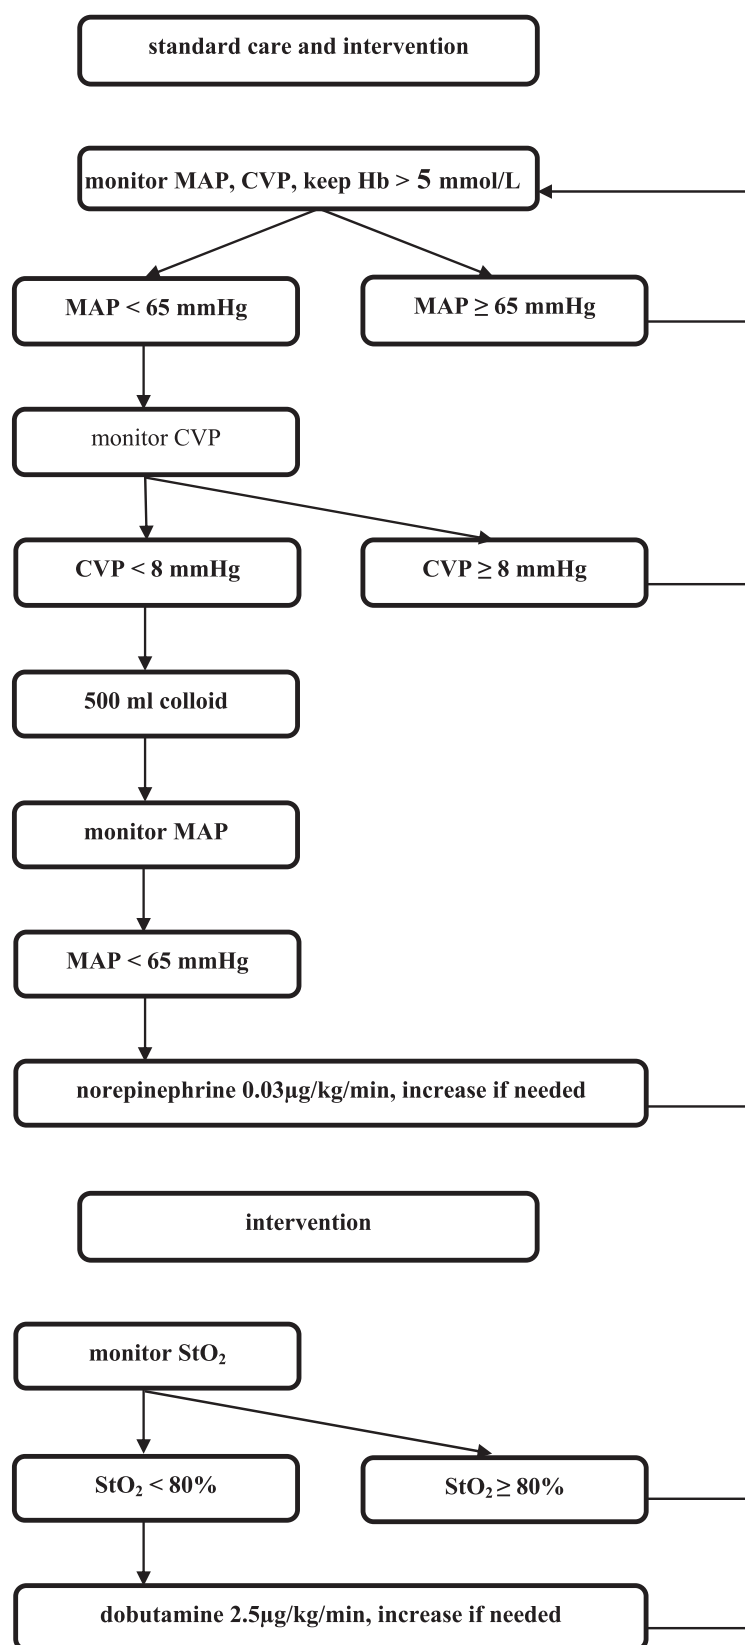 standard care and intervention
monitor MAP, CVP, keep Hb > 5 mmol/L
MAP < 65 mmHg
MAP ≥ 65 mmHg
monitor CVP
CVP < 8 mmHg
CVP ≥ 8 mmHg
500 ml colloid
monitor MAP
MAP < 65 mmHg
norepinephrine 0.03µg/kg/min, increase if needed
intervention
monitor StO₂
StO₂ < 80%
StO₂ ≥ 80%
dobutamine 2.5µg/kg/min, increase if needed